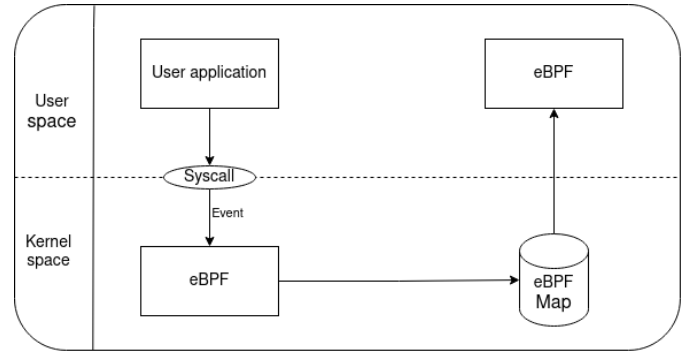 User application
eBPF
User
space
Syscall
Event
Kernel
space
eBPF
eBPF
Map